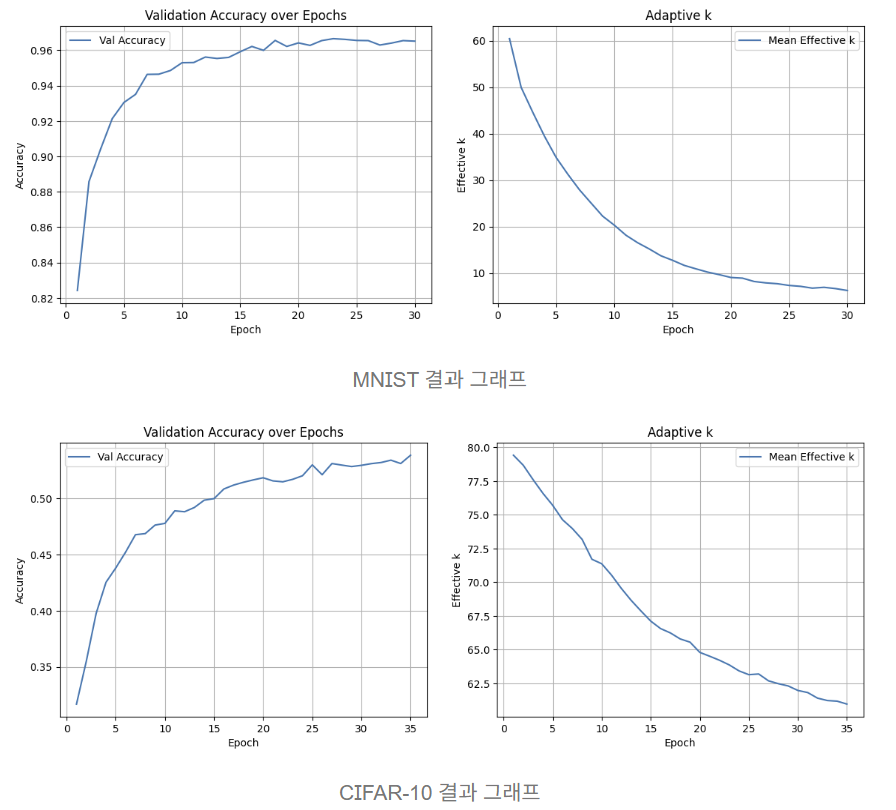 Validation Accuracy over Epochs
Val Accuracy
0.96
0.94
0.92
0.90
0.88
0.86
0.84
0.82
Accuracy
0 5 10 15 20 25 30
Epoch
Adaptive k
Mean Effective k
60
50
40
30
20
10
Effective k
0 5 10 15 20 25 30
Epoch
MNIST 결과 그래프
Validation Accuracy over Epochs
Val Accuracy
0.50
0.45
0.40
0.35
Accuracy
0 5 10 15 20 25 30 35
Epoch
Adaptive k
Mean Effective k
80.0
77.5
75.0
72.5
70.0
67.5
65.0
62.5
Effective k
0 5 10 15 20 25 30 35
Epoch
CIFAR-10 결과 그래프